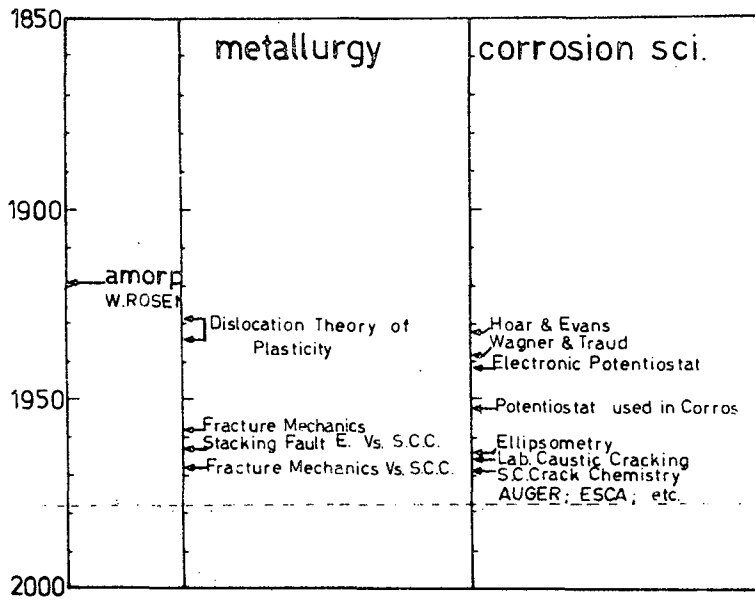 1850
metallurgy
corrosion sci.
1900
amorp
W.ROSEN
Dislocation Theory of
Plasticity
Hoar & Evans
Wagner & Traud
Electronic Potentiostat
1950
Potentiostat used in Corros
Fracture Mechanics
Stacking Fault E. Vs. S.C.C.
Fracture Mechanics Vs. S.C.C.
Ellipsometry
Lab. Caustic Cracking
S.C.Crack Chemistry
AUGER; ESCA; etc.
2000